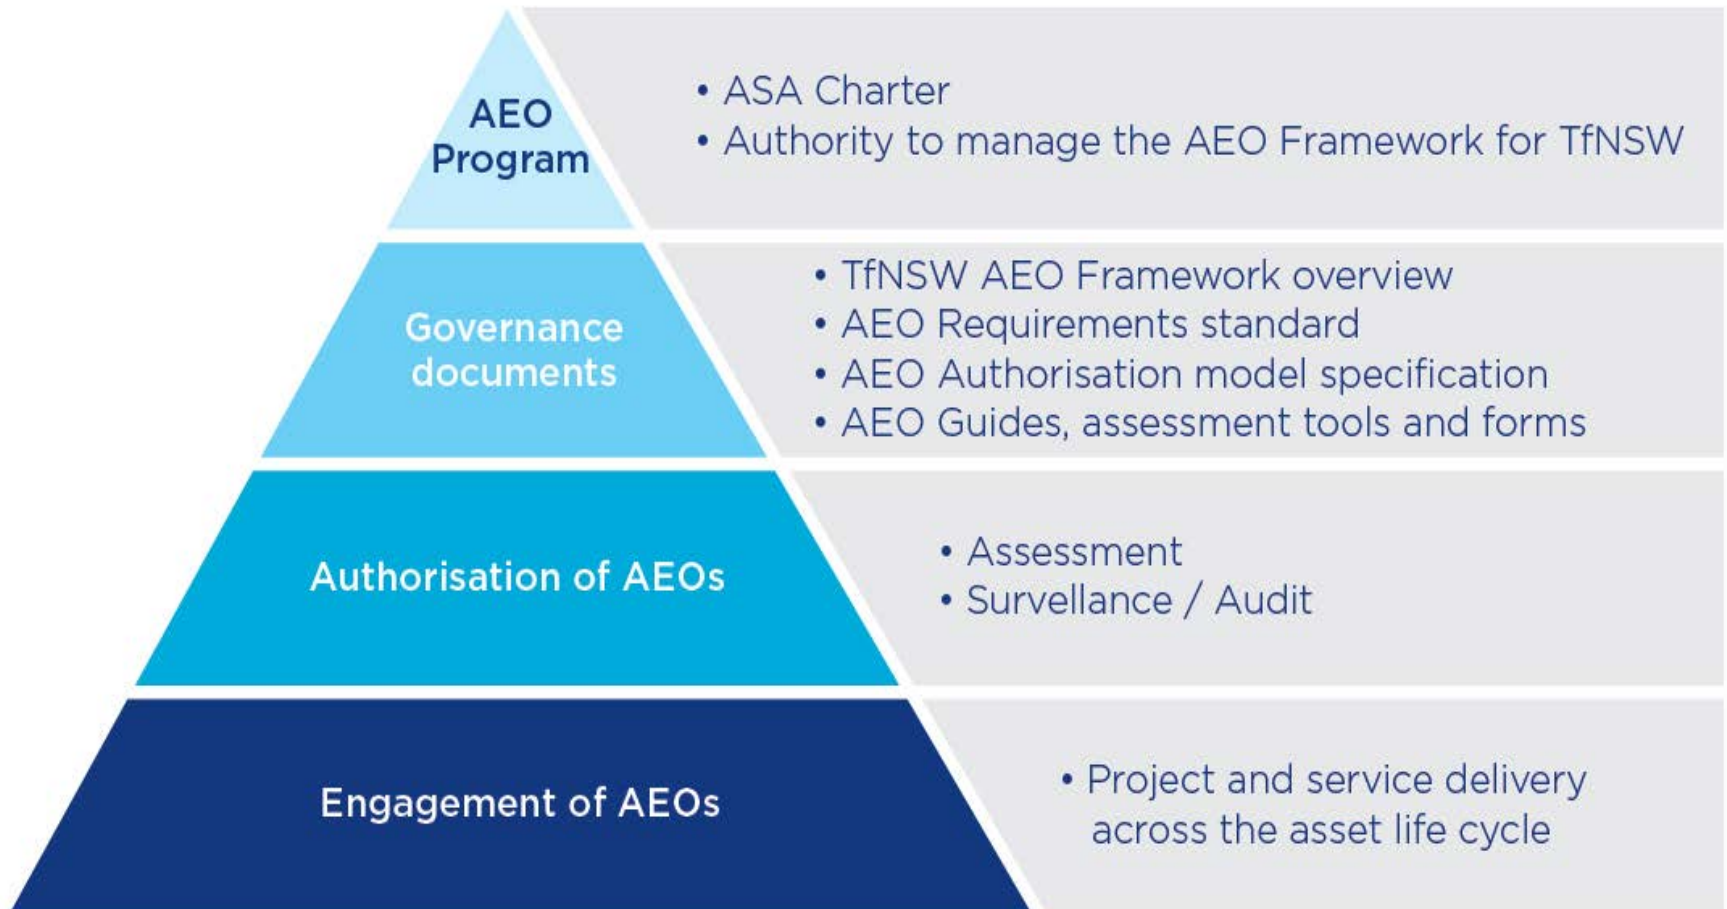 AEO
Program
• ASA Charter
• Authority to manage the AEO Framework for TfNSW
Governance
documents
• TfNSW AEO Framework overview
• AEO Requirements standard
• AEO Authorisation model specification
• AEO Guides, assessment tools and forms
Authorisation of AEOs
• Assessment
• Survellance / Audit
Engagement of AEOs
• Project and service delivery
across the asset life cycle